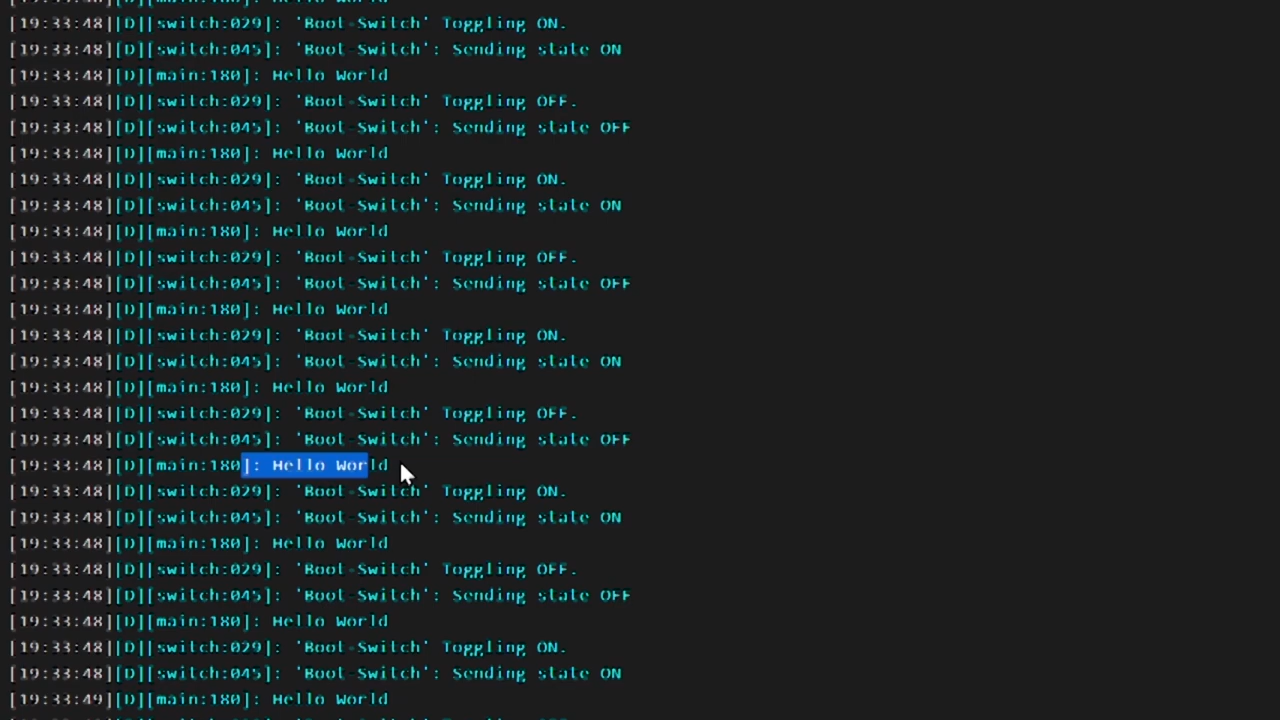 [19:33:48][D][switch:029]: 'Boot-Switch' Toggling ON.
[19:33:48][D][switch:045]: 'Boot-Switch': Sending state ON
[19:33:48][D][main:180]: Hello World
[19:33:48][D][switch:029]: 'Boot-Switch' Toggling OFF.
[19:33:48][D][switch:045]: 'Boot-Switch': Sending state OFF
[19:33:48][D][main:180]: Hello World
[19:33:48][D][switch:029]: 'Boot-Switch' Toggling ON.
[19:33:48][D][switch:045]: 'Boot-Switch': Sending state ON
[19:33:48][D][main:180]: Hello World
[19:33:48][D][switch:029]: 'Boot-Switch' Toggling OFF.
[19:33:48][D][switch:045]: 'Boot-Switch': Sending state OFF
[19:33:48][D][main:180]: Hello World
[19:33:48][D][switch:029]: 'Boot-Switch' Toggling ON.
[19:33:48][D][switch:045]: 'Boot-Switch': Sending state ON
[19:33:48][D][main:180]: Hello World
[19:33:48][D][switch:029]: 'Boot-Switch' Toggling OFF.
[19:33:48][D][switch:045]: 'Boot-Switch': Sending state OFF
[19:33:48][D][main:180]: Hello World
[19:33:48][D][switch:029]: 'Boot-Switch' Toggling ON.
[19:33:48][D][switch:045]: 'Boot-Switch': Sending state ON
[19:33:48][D][main:180]: Hello World
[19:33:48][D][switch:029]: 'Boot-Switch' Toggling OFF.
[19:33:48][D][switch:045]: 'Boot-Switch': Sending state OFF
[19:33:48][D][main:180]: Hello World
[19:33:48][D][switch:029]: 'Boot-Switch' Toggling ON.
[19:33:48][D][switch:045]: 'Boot-Switch': Sending state ON
[19:33:49][D][main:180]: Hello World